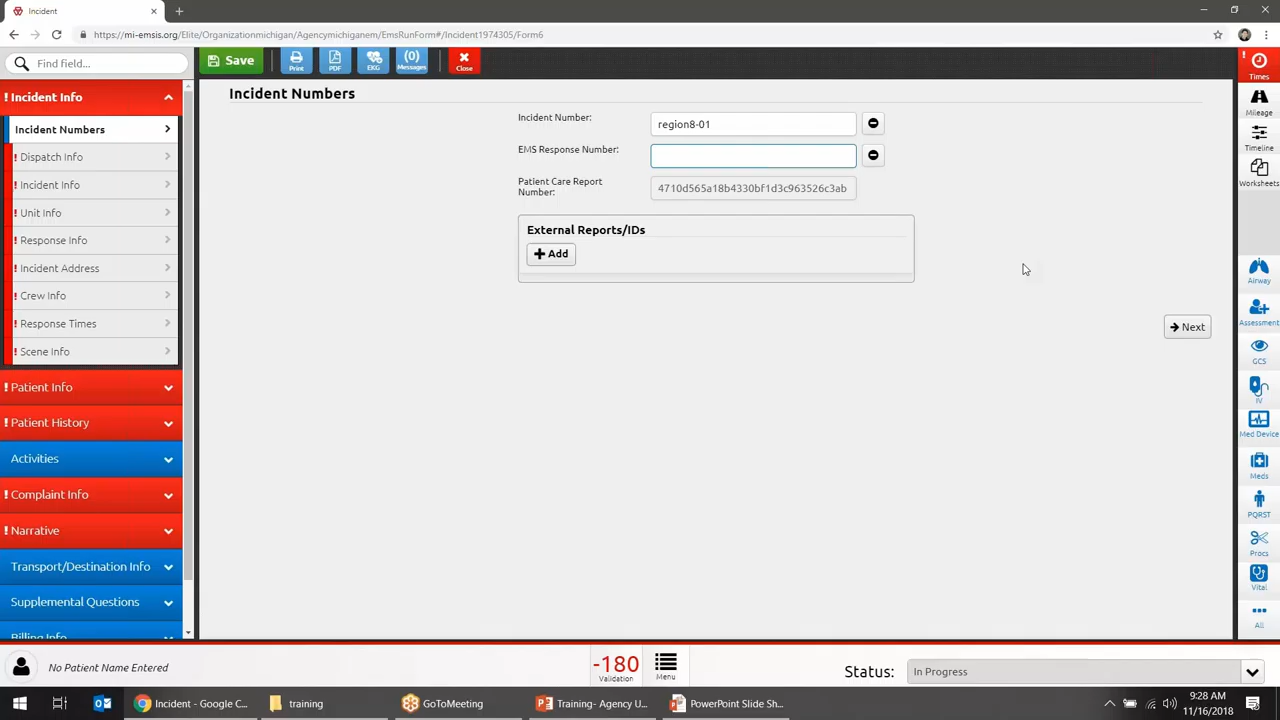 Incident
https://mi-emsis.org/Elite/Organizationmichigan/Agencymichiganem/EmsRunForm#/Incident1974305/Form6
Find field...
Save
Print
PDF
EKG
(0)
Messages
Close
! Times
Mileage
Timeline
Worksheets
Airway
Assessment
GCS
IV
Med Device
Meds
PQRST
Procs
Vital
All
! Incident Info
Incident Numbers
! Dispatch Info
! Incident Info
! Unit Info
! Response Info
! Incident Address
! Crew Info
! Response Times
! Scene Info
! Patient Info
! Patient History
Activities
! Complaint Info
! Narrative
Transport/Destination Info
Supplemental Questions
Billing Info
Incident Numbers
Incident Number:
region8-01
EMS Response Number:
Patient Care Report
Number:
4710d565a18b4330bf1d3c963526c3ab
External Reports/IDs
Add
Next
No Patient Name Entered
-180
Validation
Menu
Status:
In Progress
Incident - Google C...
training
GoToMeeting
Training- Agency U...
PowerPoint Slide Sh...
9:28 AM
11/16/2018